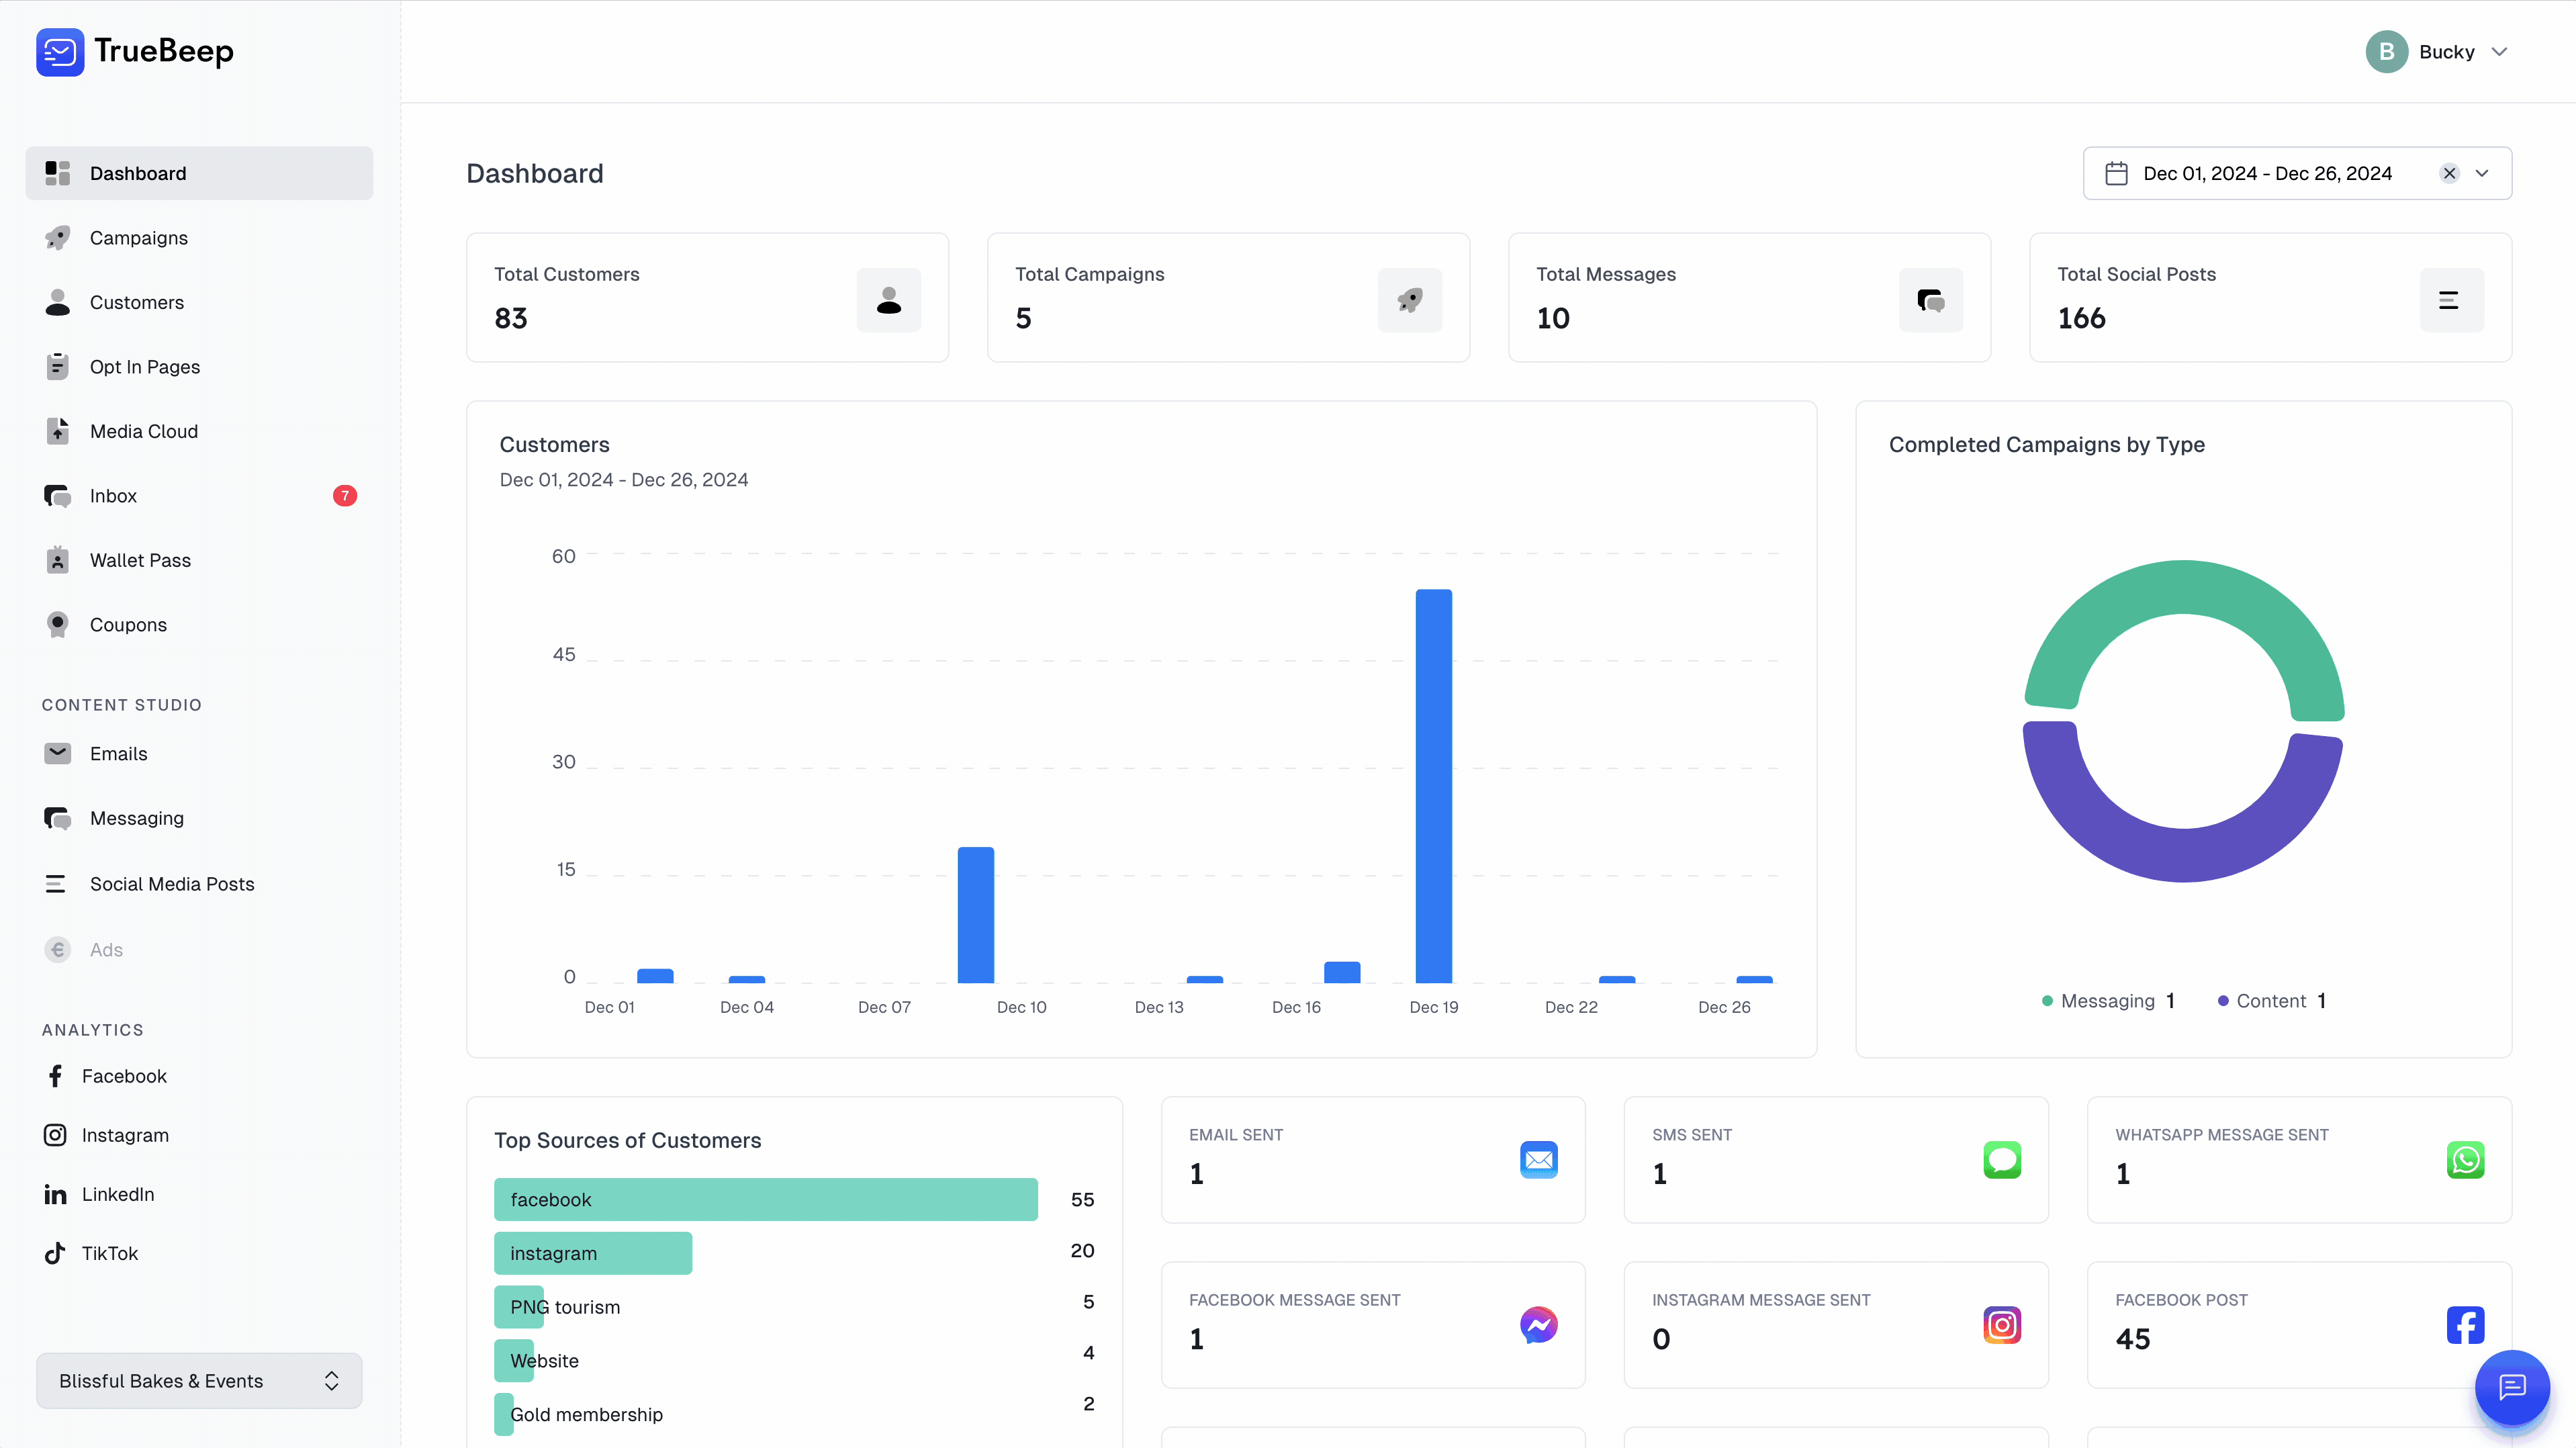 TrueBeep
B Bucky
Dashboard
Campaigns
Customers
Opt In Pages
Media Cloud
Inbox 7
Wallet Pass
Coupons
CONTENT STUDIO
Emails
Messaging
Social Media Posts
Ads
ANALYTICS
Facebook
Instagram
LinkedIn
TikTok
Blissful Bakes & Events
Dashboard
Dec 01, 2024 - Dec 26, 2024
Total Customers
83
Total Campaigns
5
Total Messages
10
Total Social Posts
166
Customers
Dec 01, 2024 - Dec 26, 2024
60
45
30
15
0
Dec 01 Dec 04 Dec 07 Dec 10 Dec 13 Dec 16 Dec 19 Dec 22 Dec 26
Completed Campaigns by Type
Messaging 1 Content 1
Top Sources of Customers
facebook 55
instagram 20
PNG tourism 5
Website 4
Gold membership 2
EMAIL SENT
1
SMS SENT
1
WHATSAPP MESSAGE SENT
1
FACEBOOK MESSAGE SENT
1
INSTAGRAM MESSAGE SENT
0
FACEBOOK POST
45